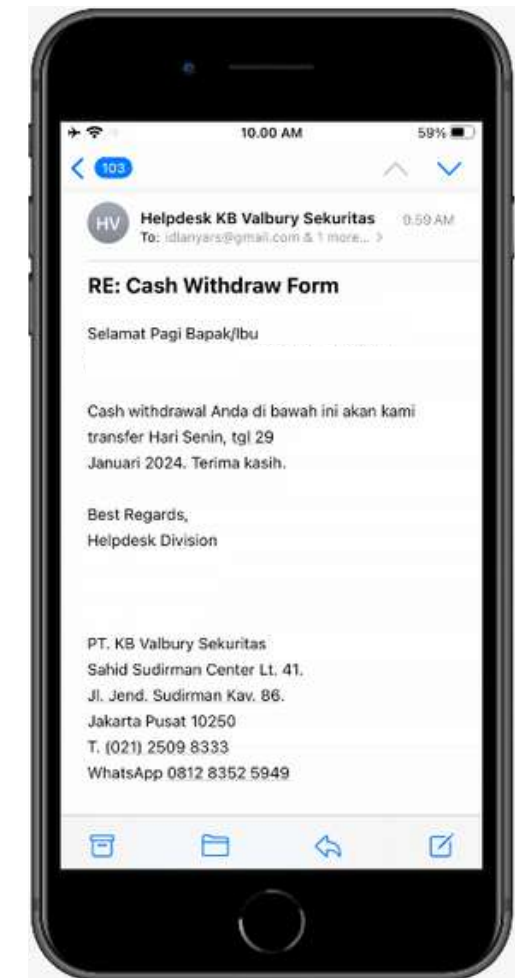 10.00 AM
59%
103
HV
Helpdesk KB Valbury Sekuritas
9.59 AM
To: idlanyars@gmail.com & 1 more...
RE: Cash Withdraw Form
Selamat Pagi Bapak/Ibu
Cash withdrawal Anda di bawah ini akan kami
transfer Hari Senin, tgl 29
Januari 2024. Terima kasih.
Best Regards,
Helpdesk Division
PT. KB Valbury Sekuritas
Sahid Sudirman Center Lt. 41.
Jl. Jend. Sudirman Kav. 86.
Jakarta Pusat 10250
T. (021) 2509 8333
WhatsApp 0812 8352 5949